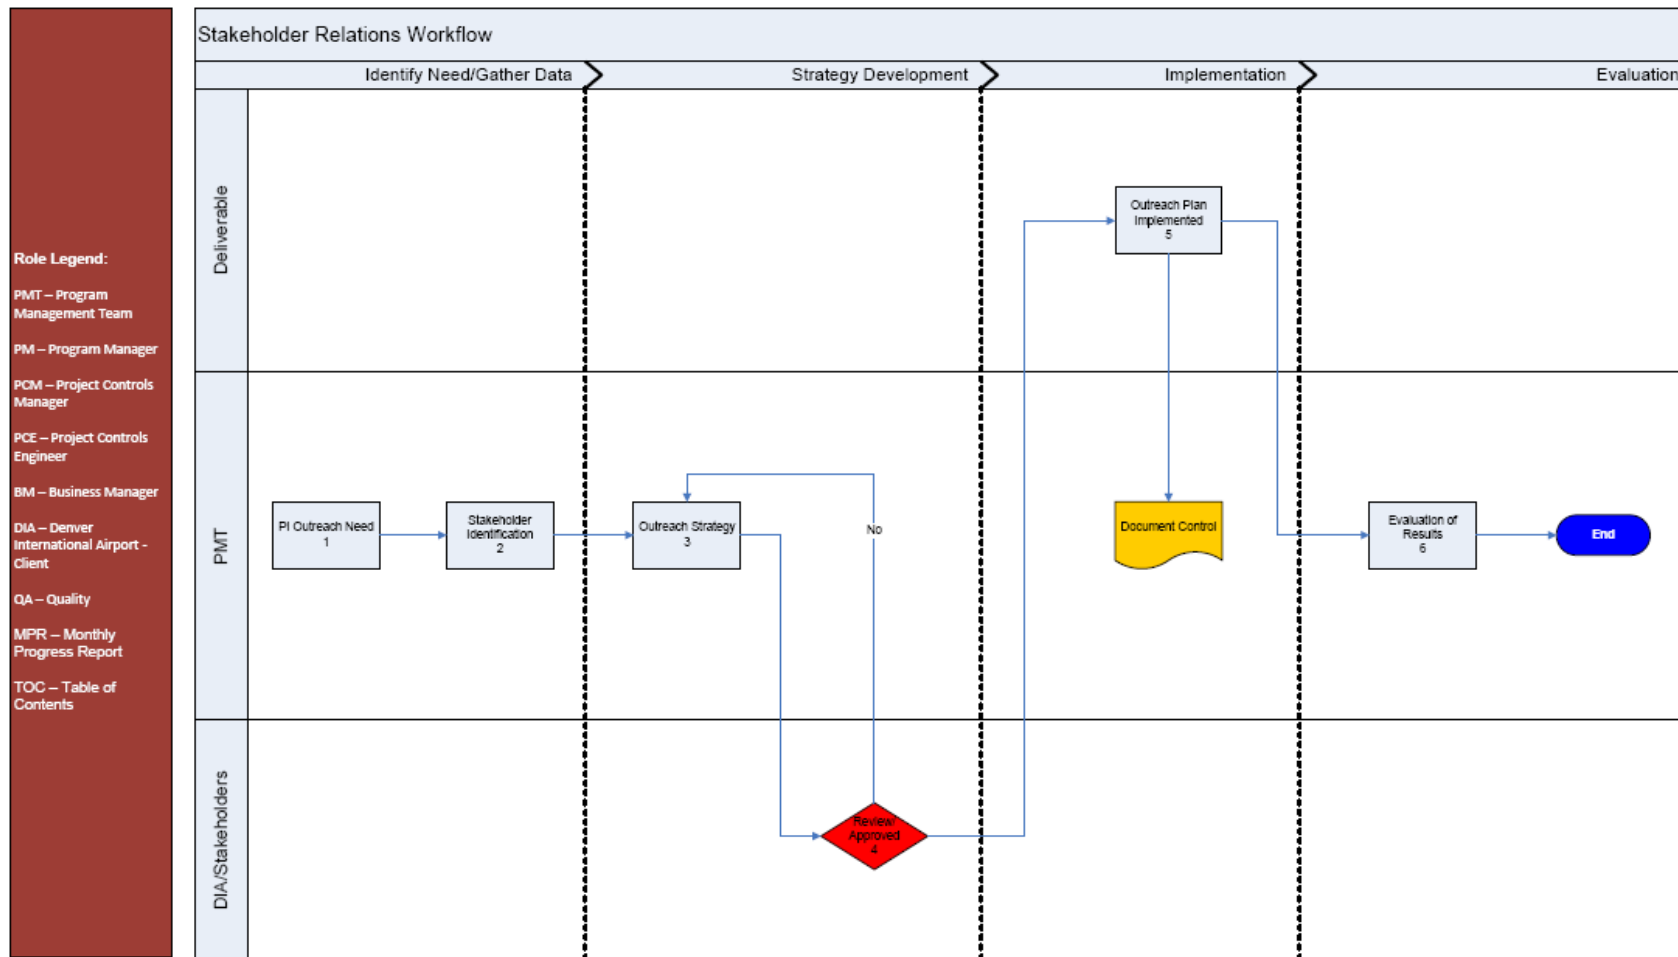 Role Legend:
PMT – Program
Management Team
PM – Program Manager
PCM – Project Controls
Manager
PCE – Project Controls
Engineer
BM – Business Manager
DIA – Denver
International Airport -
Client
QA – Quality
MPR – Monthly
Progress Report
TOC – Table of
Contents
Stakeholder Relations Workflow
Identify Need/Gather Data
Strategy Development
Implementation
Evaluation
Deliverable
Outreach Plan
Implemented
5
PMT
PI Outreach Need
1
Stakeholder
Identification
2
Outreach Strategy
3
No
Document Control
Evaluation of
Results
6
End
DIA/Stakeholders
Review/
Approved
4